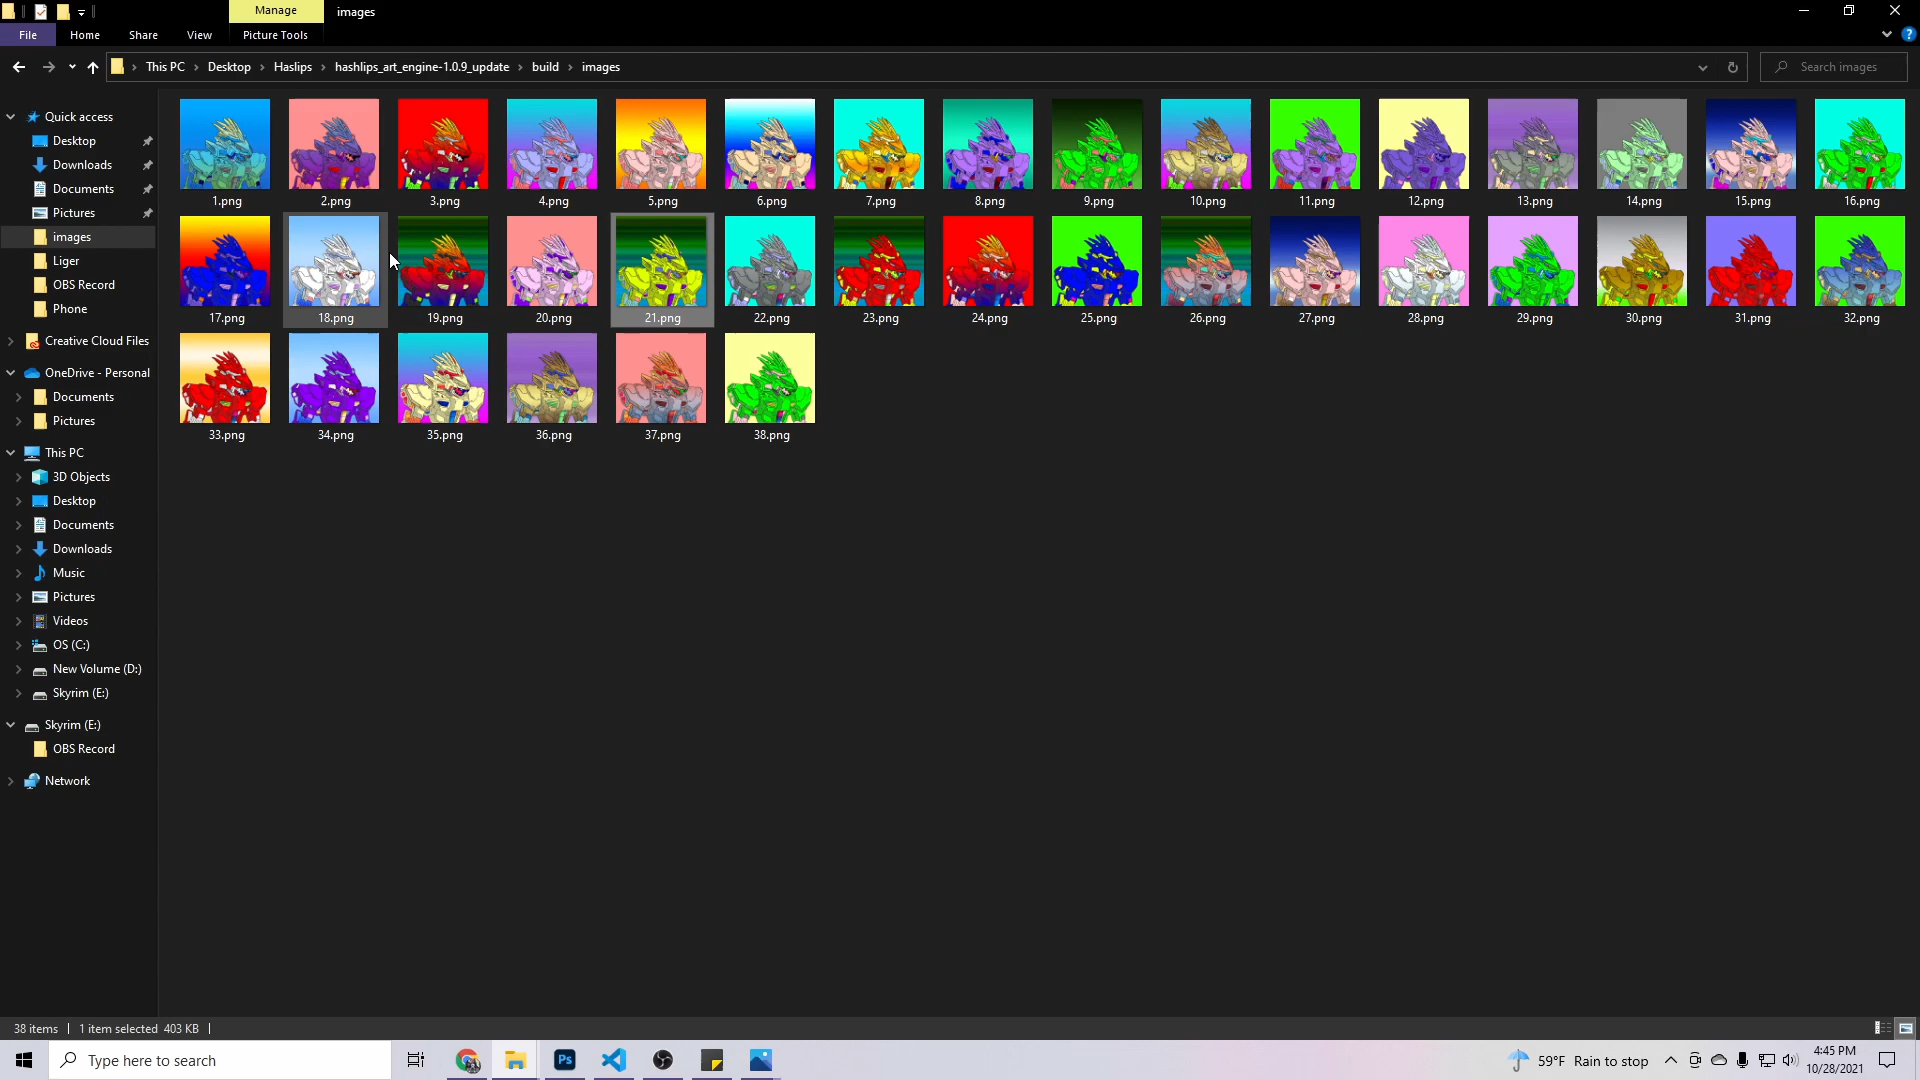 Manage images
File Home Share View Picture Tools
This PC Desktop Haslips hashlips_art_engine-1.0.9_update build images Search images
Quick access
Desktop
Downloads
Documents
Pictures
images
Liger
OBS Record
Phone
Creative Cloud Files
OneDrive - Personal
Documents
Pictures
This PC
3D Objects
Desktop
Documents
Downloads
Music
Pictures
Videos
OS (C:)
New Volume (D:)
Skyrim (E:)
Skyrim (E:)
OBS Record
Network
1.png 2.png 3.png 4.png 5.png 6.png 7.png 8.png 9.png 10.png 11.png 12.png 13.png 14.png 15.png 16.png
17.png 18.png 19.png 20.png 21.png 22.png 23.png 24.png 25.png 26.png 27.png 28.png 29.png 30.png 31.png 32.png
33.png 34.png 35.png 36.png 37.png 38.png
38 items 1 item selected 403 KB
Type here to search Ps 59°F Rain to stop 4:45 PM
10/28/2021